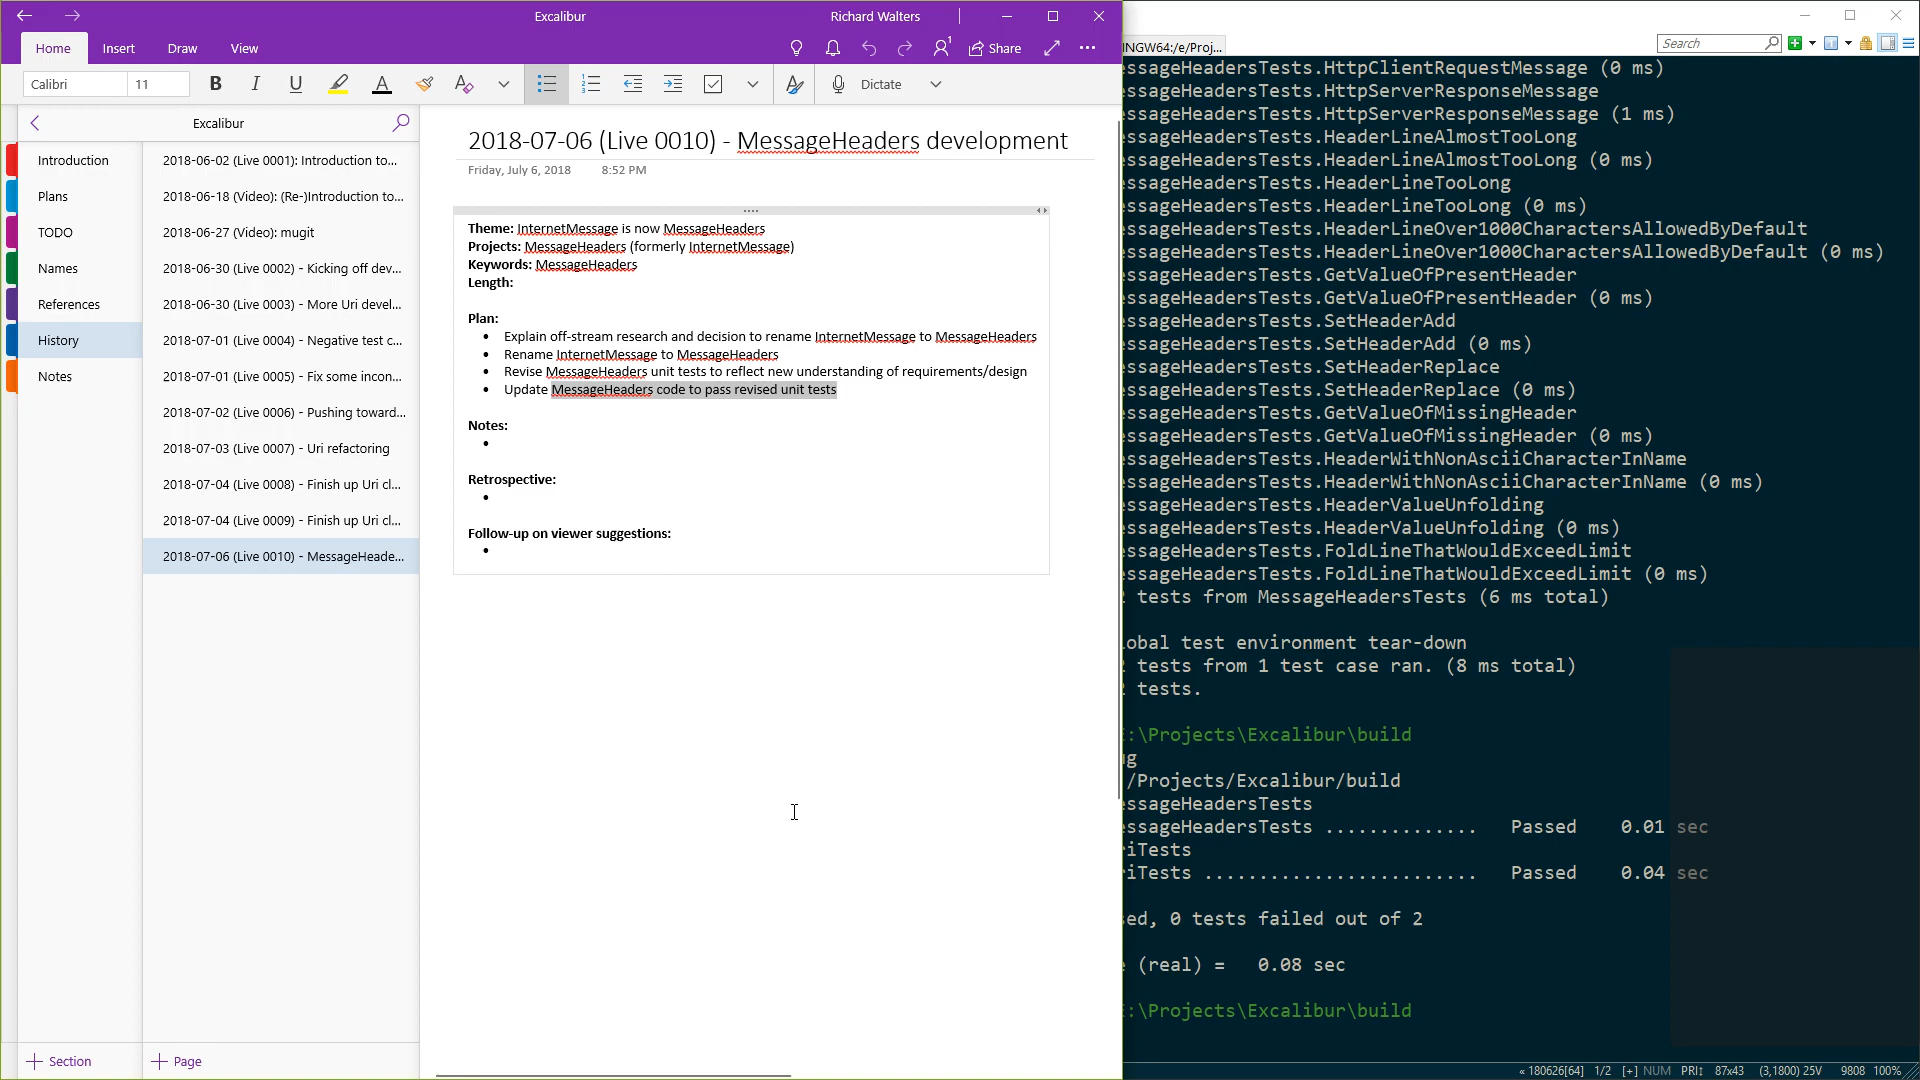 Excalibur
Richard Walters
Home
Insert
Draw
View
Share
Calibri
11
B
I
U
A
Dictate
Excalibur
Introduction
Plans
TODO
Names
References
History
Notes
2018-06-02 (Live 0001): Introduction to...
2018-06-18 (Video): (Re-)Introduction to...
2018-06-27 (Video): mugit
2018-06-30 (Live 0002) - Kicking off dev...
2018-06-30 (Live 0003) - More Uri devel...
2018-07-01 (Live 0004) - Negative test c...
2018-07-01 (Live 0005) - Fix some incon...
2018-07-02 (Live 0006) - Pushing toward...
2018-07-03 (Live 0007) - Uri refactoring
2018-07-04 (Live 0008) - Finish up Uri cl...
2018-07-04 (Live 0009) - Finish up Uri cl...
2018-07-06 (Live 0010) - MessageHeade...
Section
Page
2018-07-06 (Live 0010) - MessageHeaders development
Friday, July 6, 2018 8:52 PM
Theme: InternetMessage is now MessageHeaders
Projects: MessageHeaders (formerly InternetMessage)
Keywords: MessageHeaders
Length:
Plan:
• Explain off-stream research and decision to rename InternetMessage to MessageHeaders
• Rename InternetMessage to MessageHeaders
• Revise MessageHeaders unit tests to reflect new understanding of requirements/design
• Update MessageHeaders code to pass revised unit tests
Notes:
•
Retrospective:
•
Follow-up on viewer suggestions:
•
INGW64:/e/Proj...
Search
essageHeadersTests.HttpClientRequestMessage (0 ms)
essageHeadersTests.HttpServerResponseMessage
essageHeadersTests.HttpServerResponseMessage (1 ms)
essageHeadersTests.HeaderLineAlmostTooLong
essageHeadersTests.HeaderLineAlmostTooLong (0 ms)
essageHeadersTests.HeaderLineTooLong
essageHeadersTests.HeaderLineTooLong (0 ms)
essageHeadersTests.HeaderLineOver1000CharactersAllowedByDefault
essageHeadersTests.HeaderLineOver1000CharactersAllowedByDefault (0 ms)
essageHeadersTests.GetValueOfPresentHeader
essageHeadersTests.GetValueOfPresentHeader (0 ms)
essageHeadersTests.SetHeaderAdd
essageHeadersTests.SetHeaderAdd (0 ms)
essageHeadersTests.SetHeaderReplace
essageHeadersTests.SetHeaderReplace (0 ms)
essageHeadersTests.GetValueOfMissingHeader
essageHeadersTests.GetValueOfMissingHeader (0 ms)
essageHeadersTests.HeaderWithNonAsciiCharacterInName
essageHeadersTests.HeaderWithNonAsciiCharacterInName (0 ms)
essageHeadersTests.HeaderValueUnfolding
essageHeadersTests.HeaderValueUnfolding (0 ms)
essageHeadersTests.FoldLineThatWouldExceedLimit
essageHeadersTests.FoldLineThatWouldExceedLimit (0 ms)
tests from MessageHeadersTests (6 ms total)
obal test environment tear-down
tests from 1 test case ran. (8 ms total)
tests.
:\Projects\Excalibur\build
g
/Projects/Excalibur/build
essageHeadersTests
essageHeadersTests .............. Passed 0.01 sec
iTests
iTests ......................... Passed 0.04 sec
ed, 0 tests failed out of 2
(real) = 0.08 sec
:\Projects\Excalibur\build
« 180626[64] 1/2 [+] NUM PRI↕ 87x43 (3,1800) 25V 9808 100%